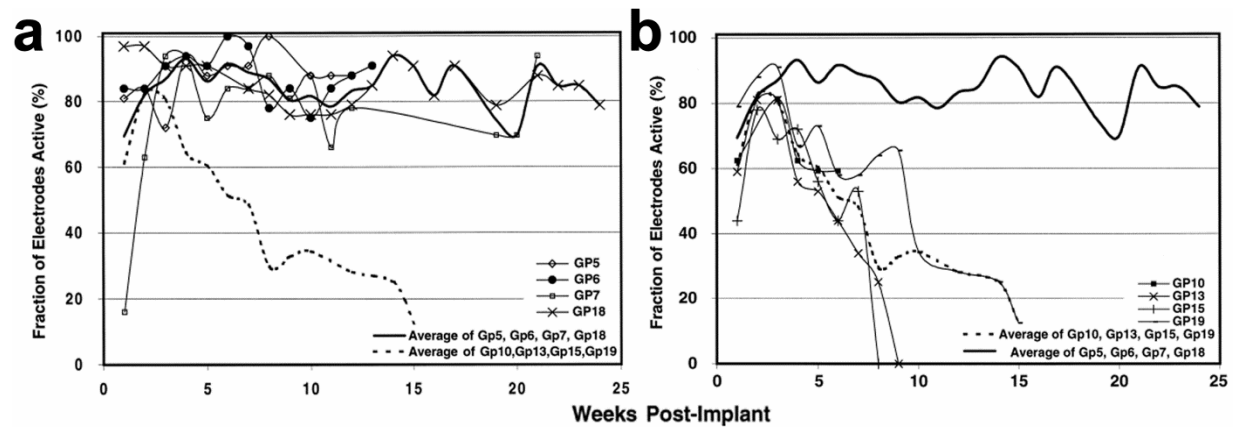 a
Fraction of Electrodes Active (%)
100
80
60
40
20
0
GP5
GP6
GP7
GP18
Average of Gp5, Gp6, Gp7, Gp18
Average of Gp10,Gp13,Gp15,Gp19
0
5
10
15
20
25
b
Fraction of Electrodes Active (%)
100
80
60
40
20
0
GP10
GP13
GP15
GP19
Average of Gp10, Gp13, Gp15, Gp19
Average of Gp5, Gp6, Gp7, Gp18
0
5
10
15
20
25
Weeks Post-Implant